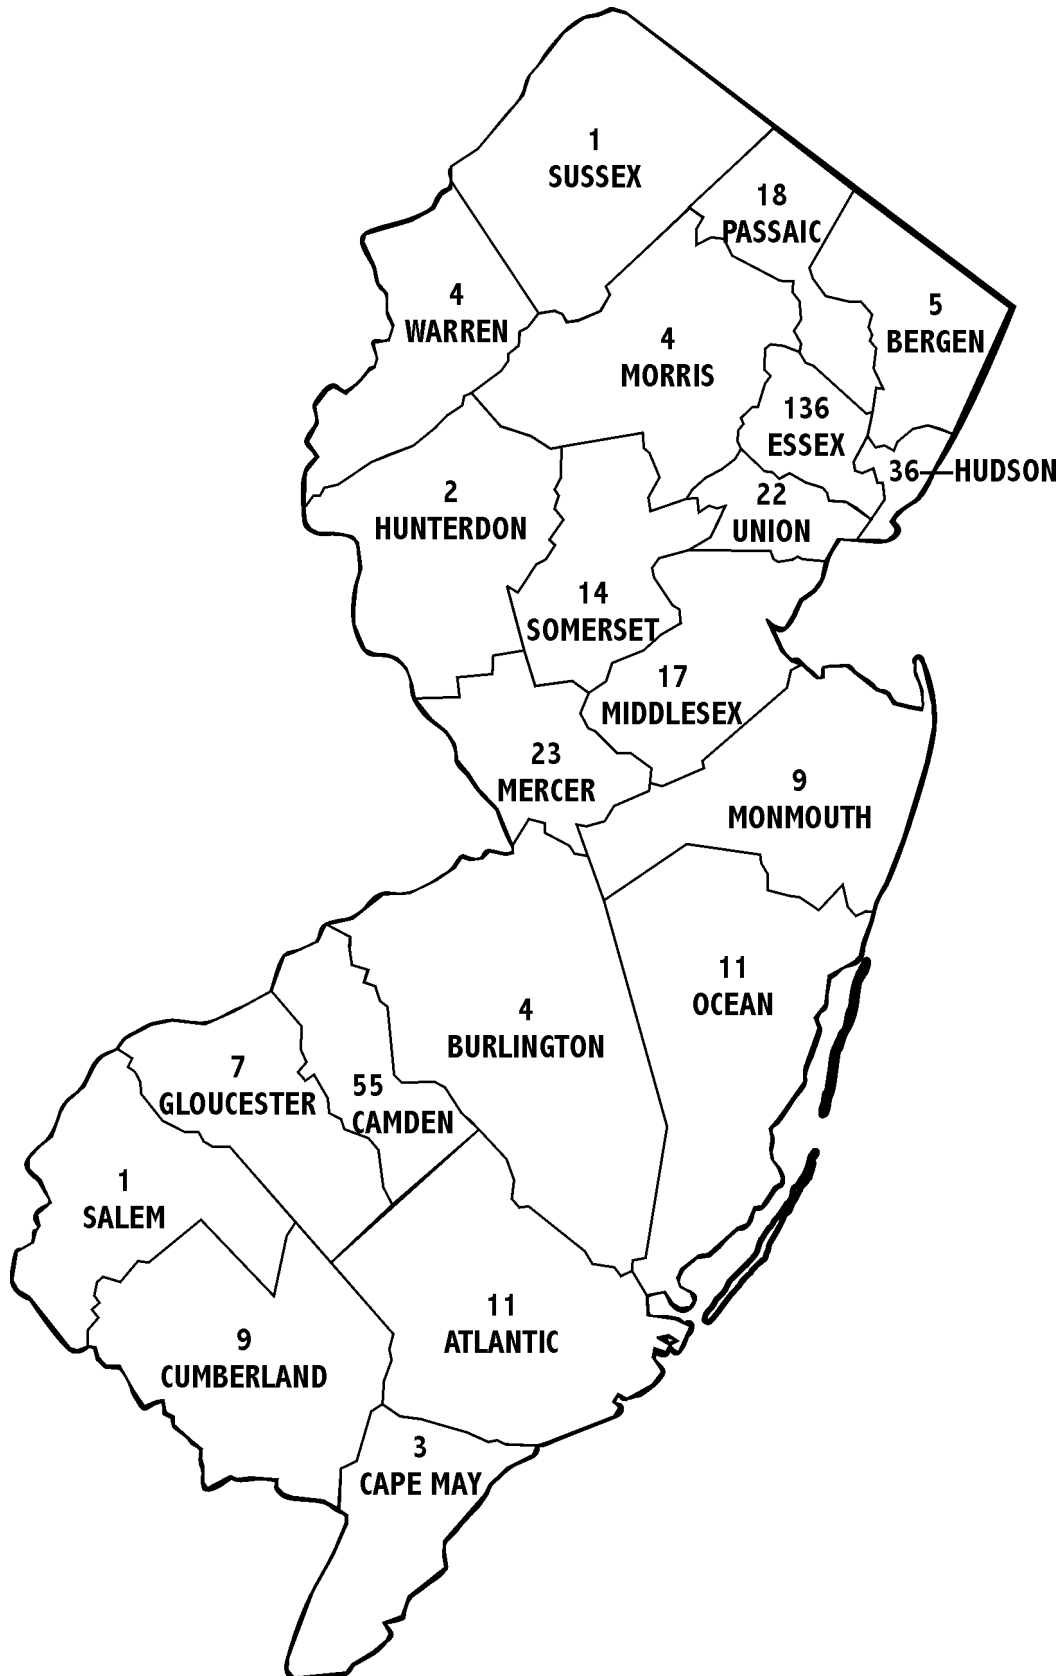 1
SUSSEX
18
PASSAIC
4
WARREN
5
BERGEN
4
MORRIS
136
ESSEX
36—HUDSON
2
HUNTERDON
22
UNION
14
SOMERSET
17
MIDDLESEX
23
MERCER
9
MONMOUTH
11
OCEAN
4
BURLINGTON
7
GLOUCESTER
55
CAMDEN
1
SALEM
11
ATLANTIC
9
CUMBERLAND
3
CAPE MAY